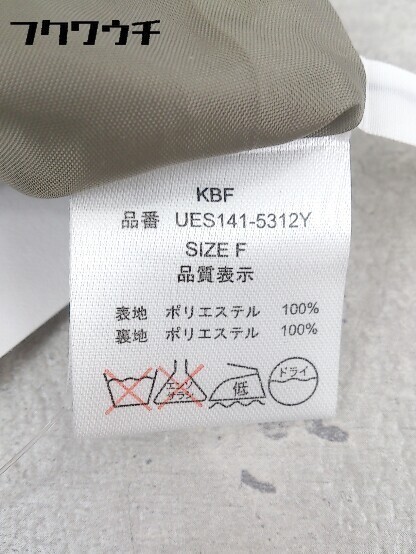 フクワウチ
KBF
品番 UES141-5312Y
SIZE F
品質表示
表地 ポリエステル 100%
裏地 ポリエステル 100%
エンソ
サラシ
低
ドライ